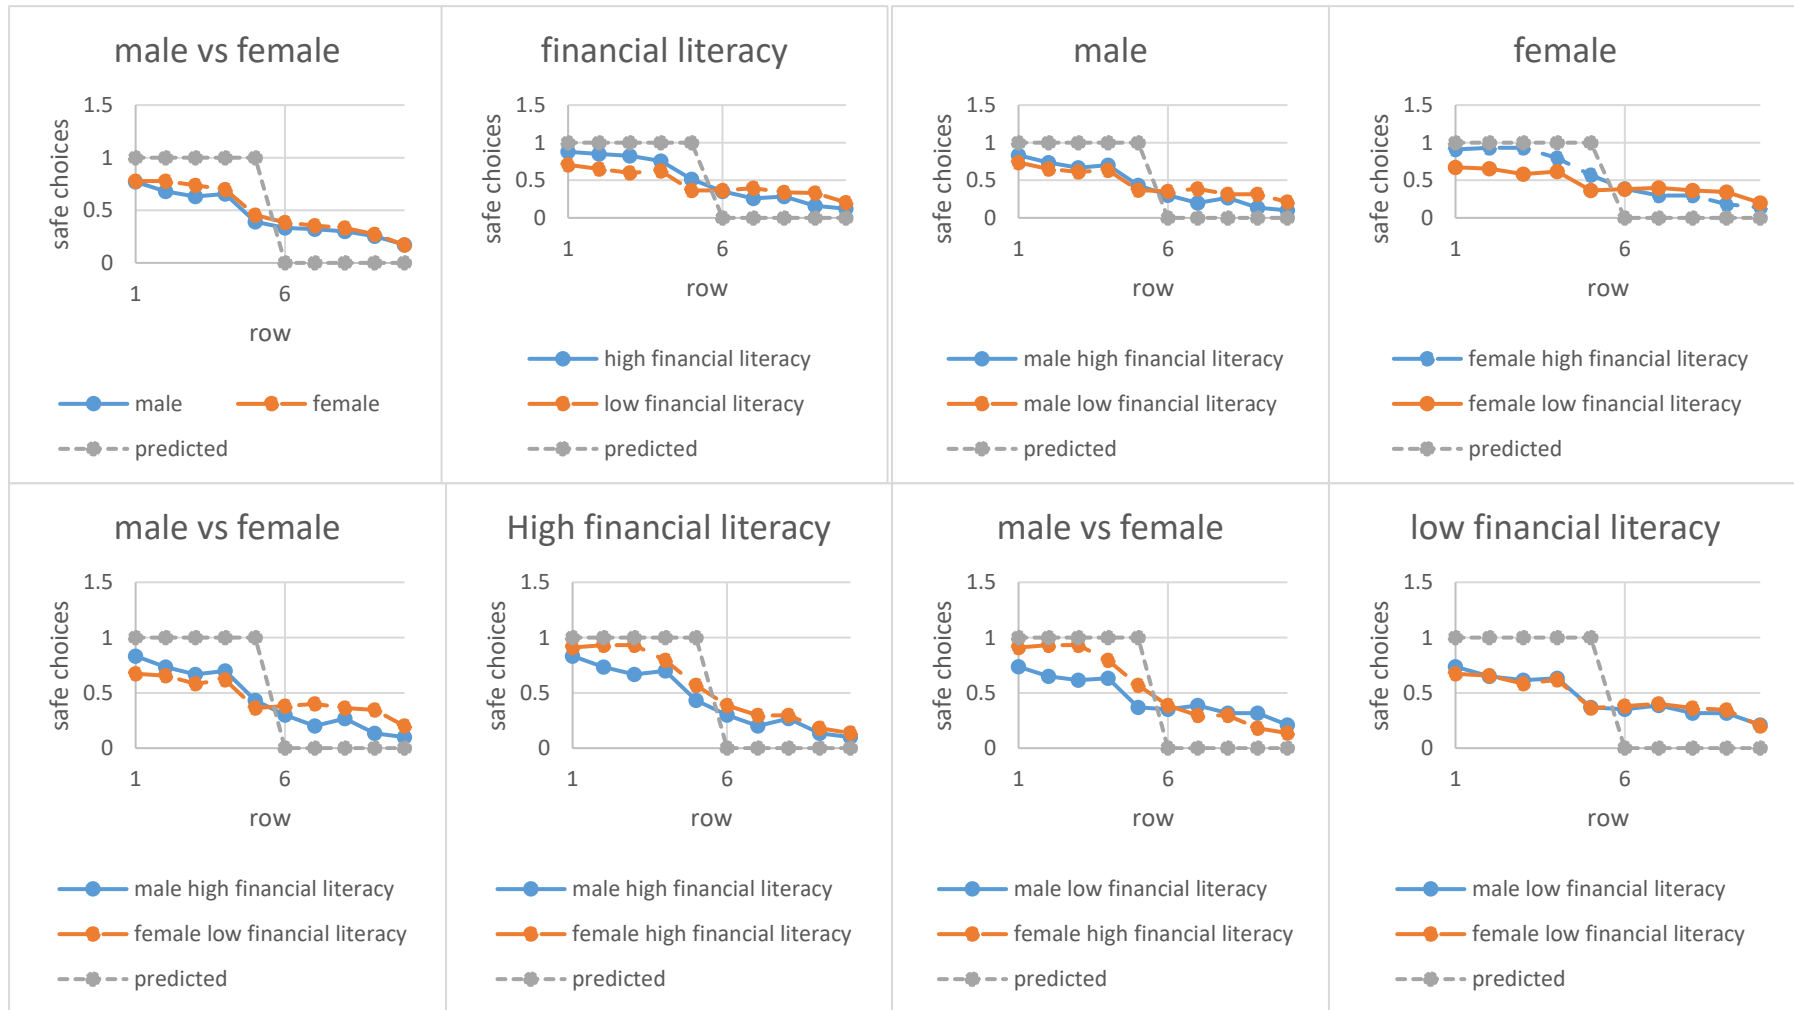 male vs female
1.5
1
0.5
0
safe choices
1 6
row
male female
predicted
financial literacy
1.5
1
0.5
0
safe choices
1 6
row
high financial literacy
low financial literacy
predicted
male
1.5
1
0.5
0
safe choices
1 6
row
male high financial literacy
male low financial literacy
predicted
female
1.5
1
0.5
0
safe choices
1 6
row
female high financial literacy
female low financial literacy
predicted
male vs female
1.5
1
0.5
0
safe choices
1 6
row
male high financial literacy
female low financial literacy
predicted
High financial literacy
1.5
1
0.5
0
safe choices
1 6
row
male high financial literacy
female high financial literacy
predicted
male vs female
1.5
1
0.5
0
safe choices
1 6
row
male low financial literacy
female high financial literacy
predicted
low financial literacy
1.5
1
0.5
0
safe choices
1 6
row
male low financial literacy
female low financial literacy
predicted